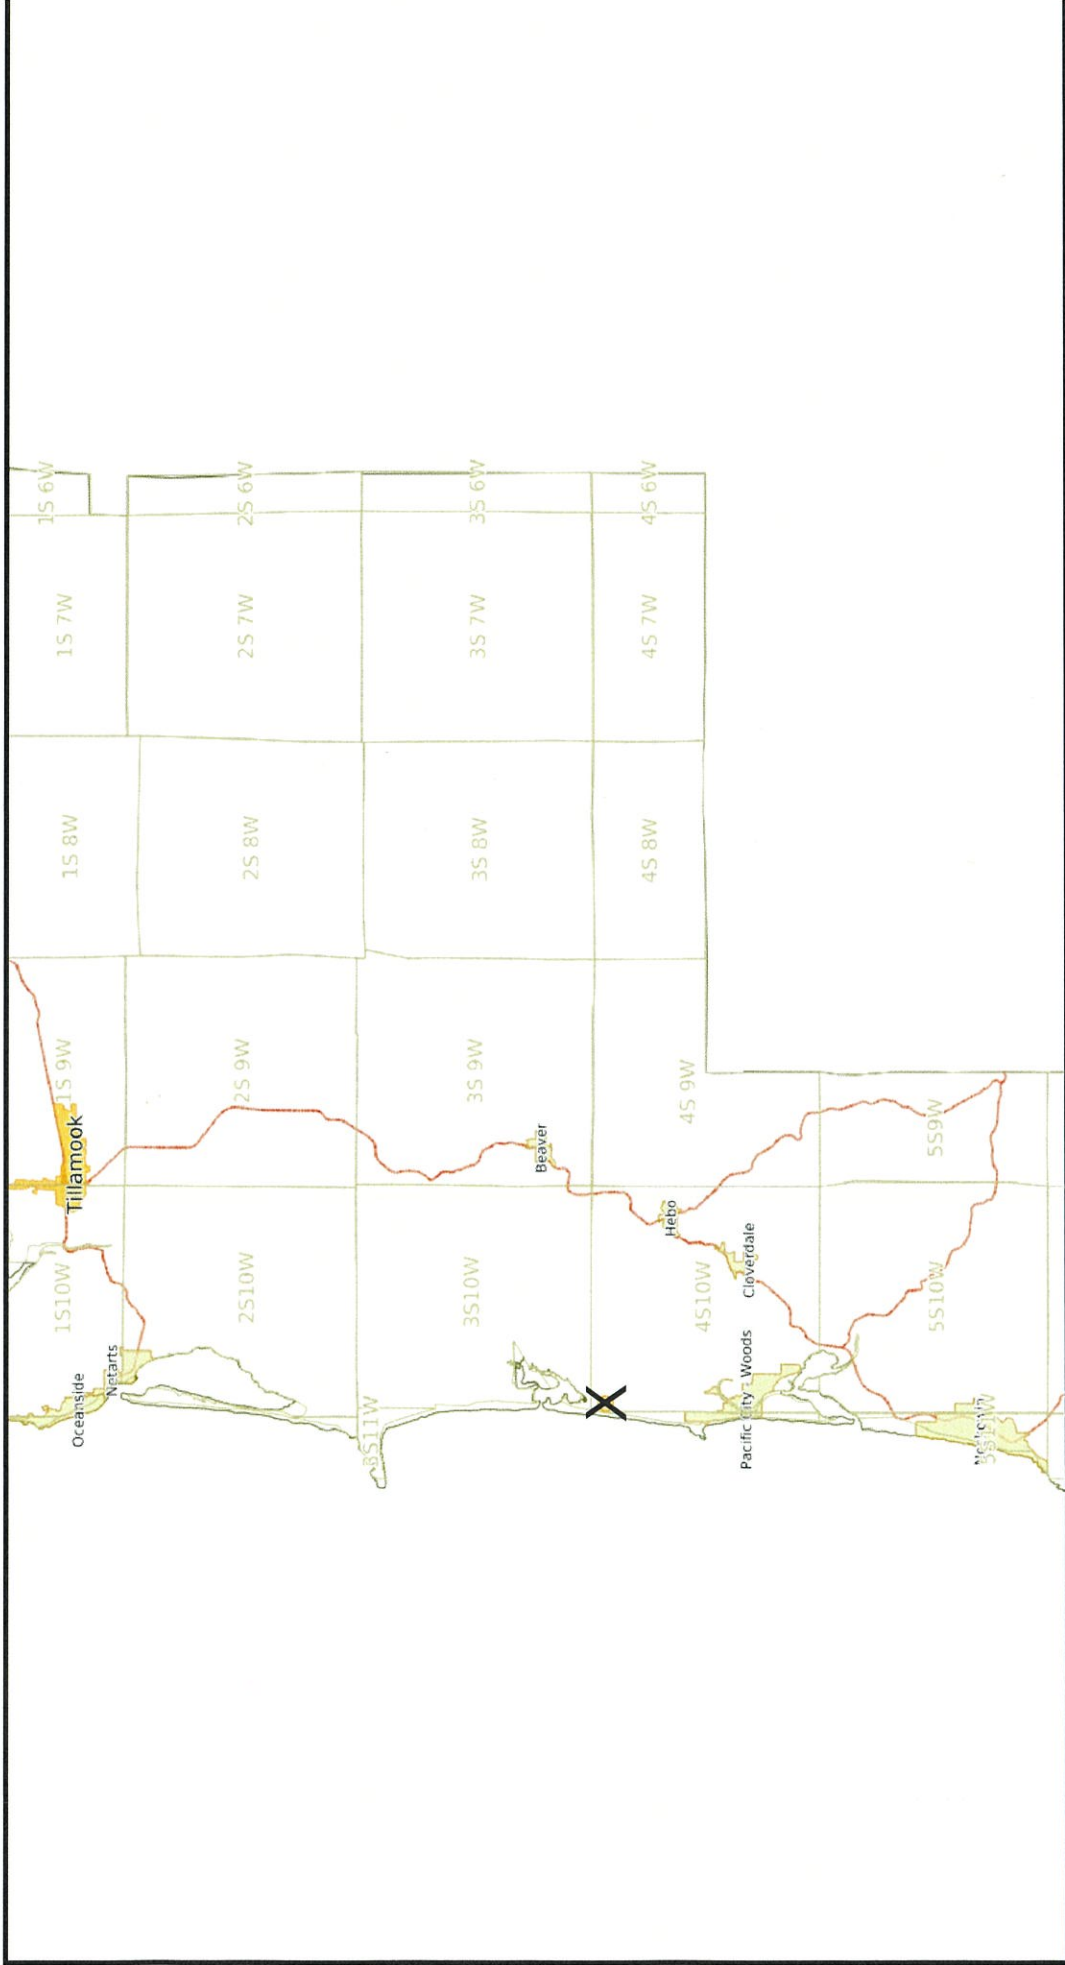 Oceanside
Netarts
1S10W
Tillamook
1S 9W
1S 8W
1S 7W
1S 6W
2S10W
2S 9W
2S 8W
2S 7W
2S 6W
3S11W
3S10W
3S 9W
3S 8W
3S 7W
3S 6W
Beaver
X
Hebo
4S10W
4S 9W
4S 8W
4S 7W
4S 6W
Cloverdale
Pacific City - Woods
5S10W
5S9W